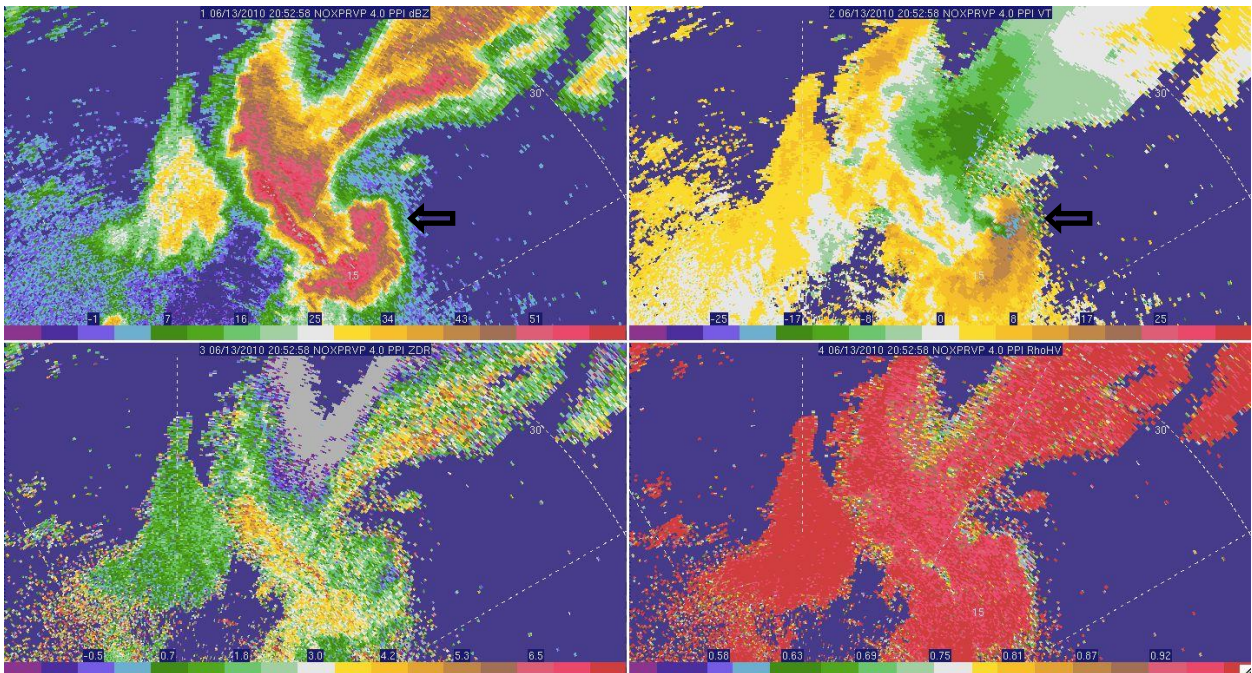 1 06/13/2010 20:52:58 NOXPRVP 4.0 PPI dBZ
30
15
-1 7 16 25 34 43 51
2 06/13/2010 20:52:58 NOXPRVP 4.0 PPI VT
30
15
-25 -17 -8 0 6 17 25
3 06/13/2010 20:52:58 NOXPRVP 4.0 PPI ZDR
30
-0.5 0.7 1.8 3.0 4.2 5.3 6.5
4 06/13/2010 20:52:58 NOXPRVP 4.0 PPI RhoHV
30
15
0.58 0.63 0.69 0.75 0.81 0.87 0.92